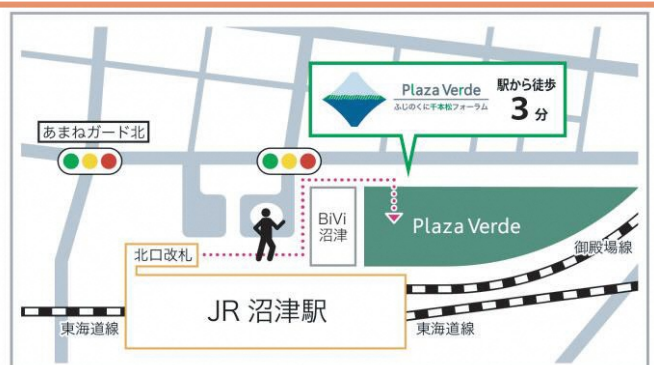 あまねガード北
Plaza Verde
ふじのくに千本松フォーラム
駅から徒歩
3分
BiVi
沼津
Plaza Verde
御殿場線
北口改札
JR 沼津駅
東海道線
東海道線